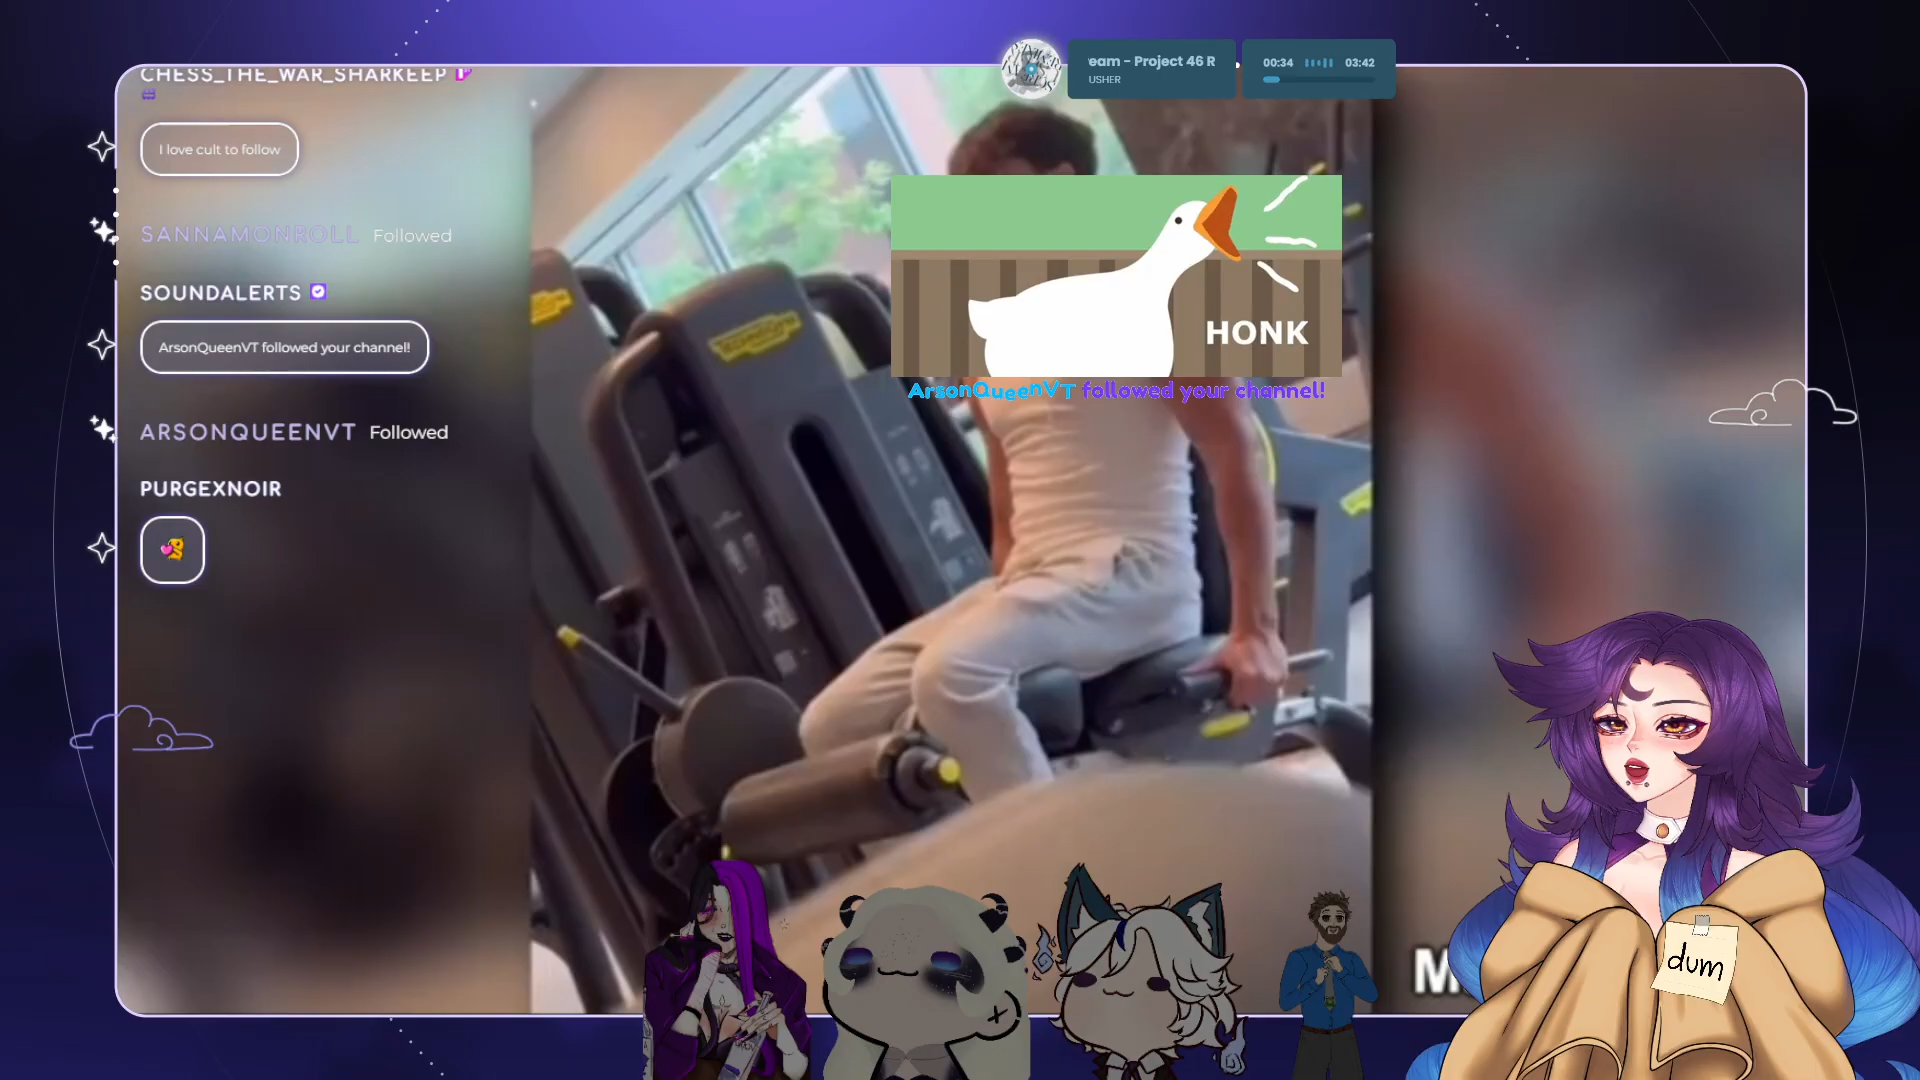 CHESS_THE_WAR_SHARKEEP
I love cult to follow
SANNAMONROLL Followed
SOUNDALERTS
ArsonQueenVT followed your channel!
ARSONQUEENVT Followed
PURGEXNOIR
eam - Project 46 R
USHER
00:34 03:42
HONK
ArsonQueenVT followed your channel!
dum
M